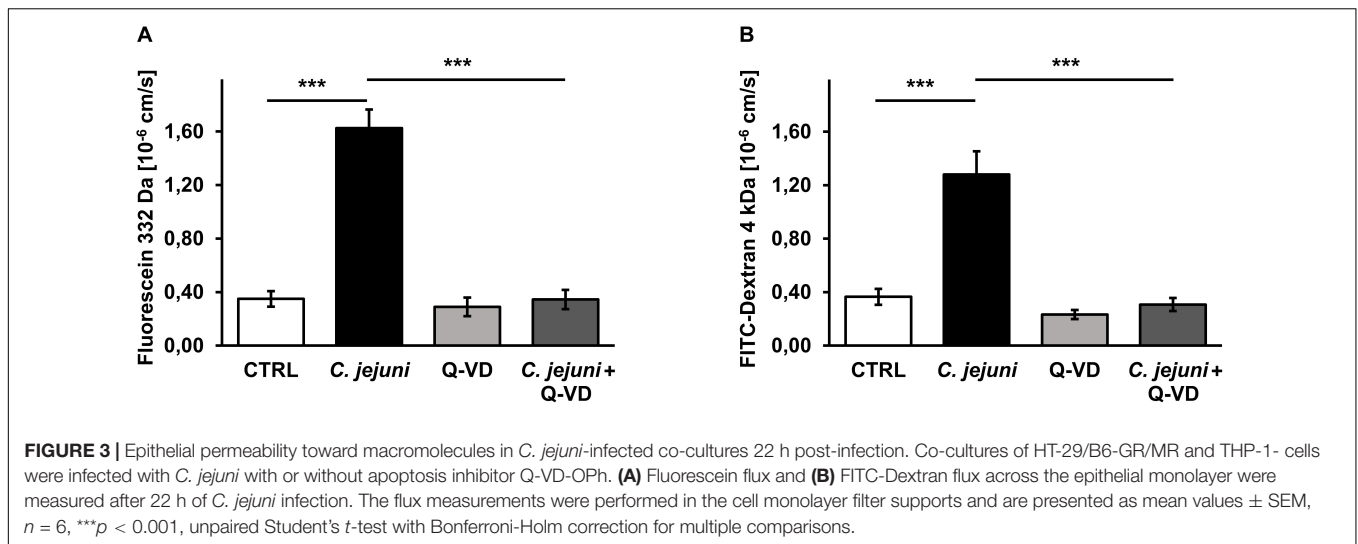 A
Fluorescein 332 Da [10⁻⁶ cm/s]
***
***
1,60
1,20
0,80
0,40
0,00
CTRL
C. jejuni
Q-VD
C. jejuni +
Q-VD
B
FITC-Dextran 4 kDa [10⁻⁶ cm/s]
***
***
1,60
1,20
0,80
0,40
0,00
CTRL
C. jejuni
Q-VD
C. jejuni +
Q-VD
FIGURE 3 | Epithelial permeability toward macromolecules in C. jejuni-infected co-cultures 22 h post-infection. Co-cultures of HT-29/B6-GR/MR and THP-1- cells
were infected with C. jejuni with or without apoptosis inhibitor Q-VD-OPh. (A) Fluorescein flux and (B) FITC-Dextran flux across the epithelial monolayer were
measured after 22 h of C. jejuni infection. The flux measurements were performed in the cell monolayer filter supports and are presented as mean values ± SEM,
n = 6, ***p < 0.001, unpaired Student's t-test with Bonferroni-Holm correction for multiple comparisons.